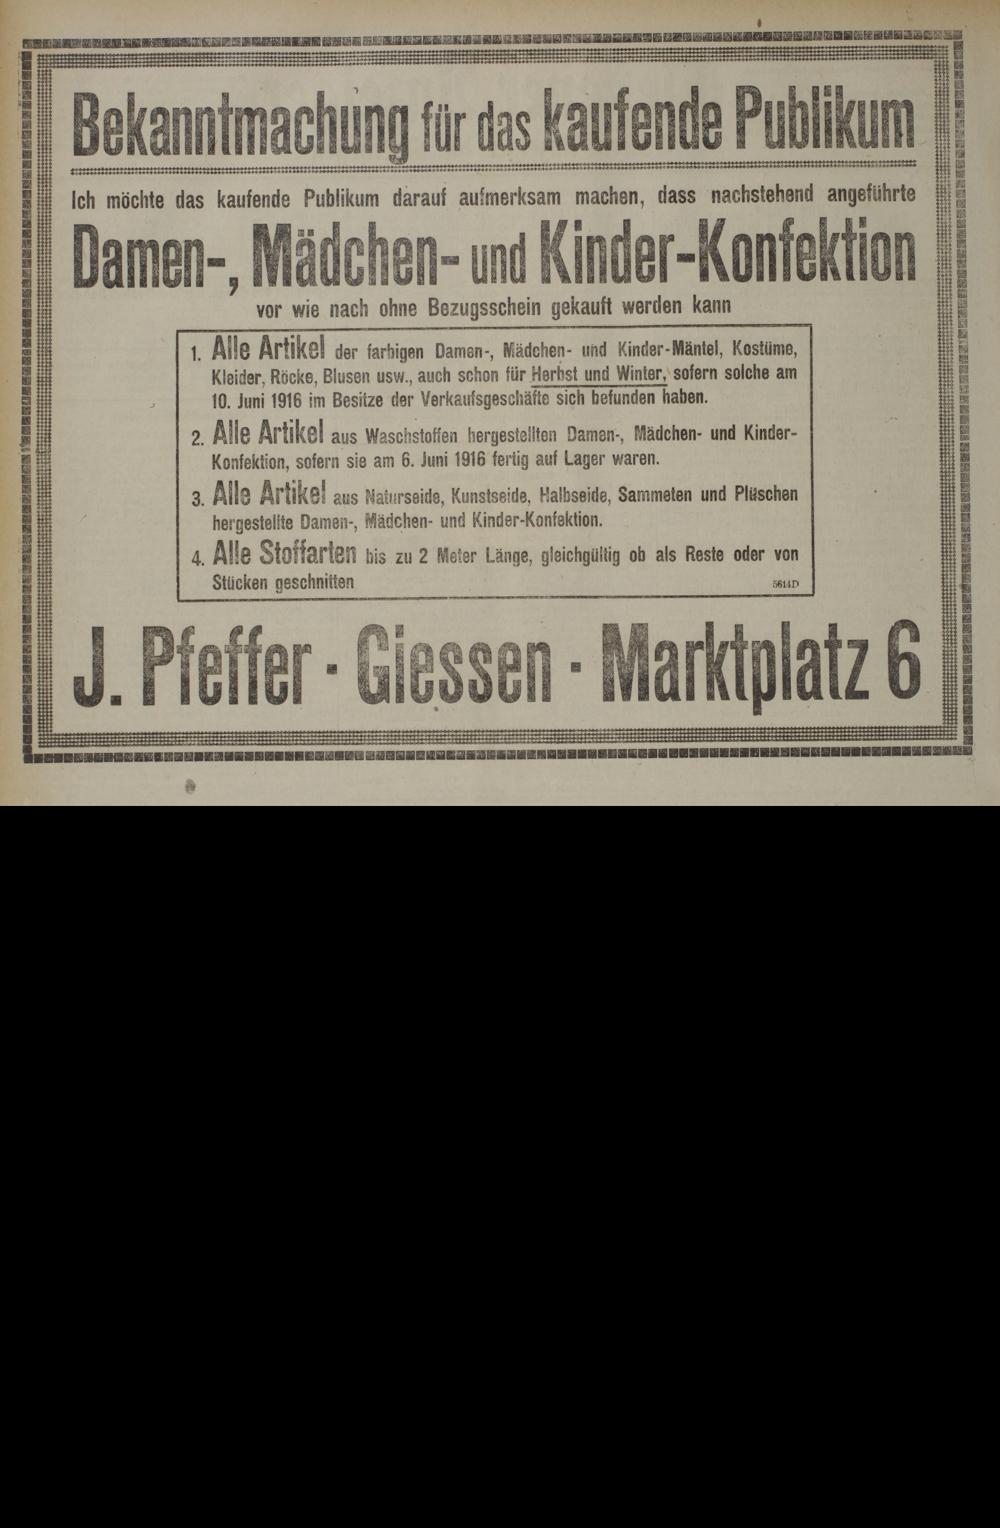 Bekanntmachung für das kaufende Publikum
Ich möchte das kaufende Publikum darauf aufmerksam machen, dass nachstehend angeführte
Damen-, Mädchen- und Kinder-Konfektion
vor wie nach ohne Bezugsschein gekauft werden kann
1. Alle Artikel der farbigen Damen-, Mädchen- und Kinder-Mäntel, Kostüme,
Kleider, Röcke, Blusen usw., auch schon für Herbst und Winter, sofern solche am
10. Juni 1916 im Besitze der Verkaufsgeschäfte sich befunden haben.
2. Alle Artikel aus Waschstoffen hergestellten Damen-, Mädchen- und Kinder-
Konfektion, sofern sie am 6. Juni 1916 fertig auf Lager waren.
3. Alle Artikel aus Naturseide, Kunstseide, Halbseide, Sammeten und Plüschen
hergestellte Damen-, Mädchen- und Kinder-Konfektion.
4. Alle Stoffarten bis zu 2 Meter Länge, gleichgültig ob als Reste oder von
Stücken geschnitten 5614D
J. Pfeffer · Giessen · Marktplatz 6